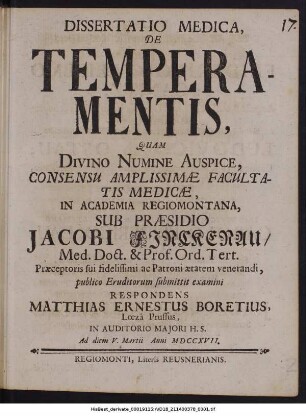 17.
DISSERTATIO MEDICA,
DE
TEMPERA-
MENTIS,
QUAM
DIVINO NUMINE AUSPICE,
CONSENSU AMPLISSIMÆ FACULTA-
TIS MEDICÆ,
IN ACADEMIA REGIOMONTANA,
SUB PRÆSIDIO
JACOBI FINCKENAU/
Med. Doct. & Prof. Ord. Tert.
Præceptoris sui fidelissimi ac Patroni ætatem venerandi,
publico Eruditorum submittit examini
RESPONDENS
MATTHIAS ERNESTUS BORETIUS,
Loezâ Prussus,
IN AUDITORIO MAJORI H. S.
Ad diem V. Martii Anni MDCCXVII.
REGIOMONTI, Literis REUSNERIANIS.